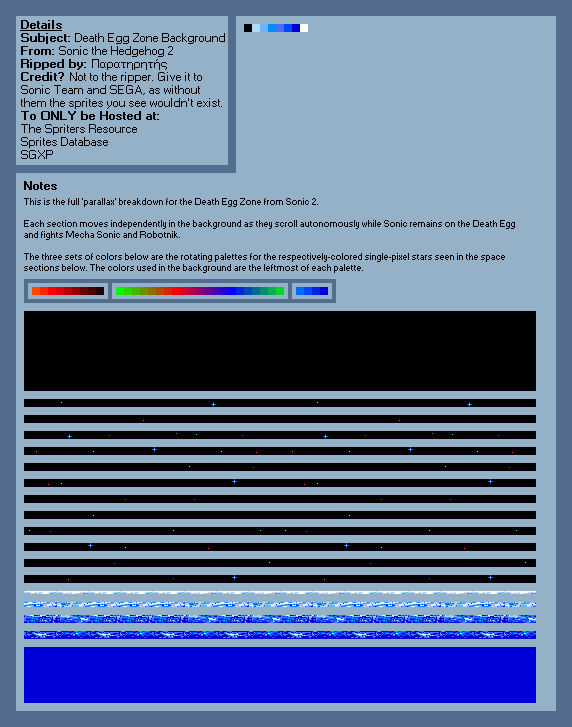 Details
Subject: Death Egg Zone Background
From: Sonic the Hedgehog 2
Ripped by: Παρατηρητής
Credit? Not to the ripper. Give it to
Sonic Team and SEGA, as without
them the sprites you see wouldn't exist.
To ONLY be Hosted at:
The Spriters Resource
Sprites Database
SGXP
Notes
This is the full 'parallax' breakdown for the Death Egg Zone from Sonic 2.
Each section moves independently in the background as they scroll autonomously while Sonic remains on the Death Egg
and fights Mecha Sonic and Robotnik.
The three sets of colors below are the rotating palettes for the respectively-colored single-pixel stars seen in the space
sections below. The colors used in the background are the leftmost of each palette.